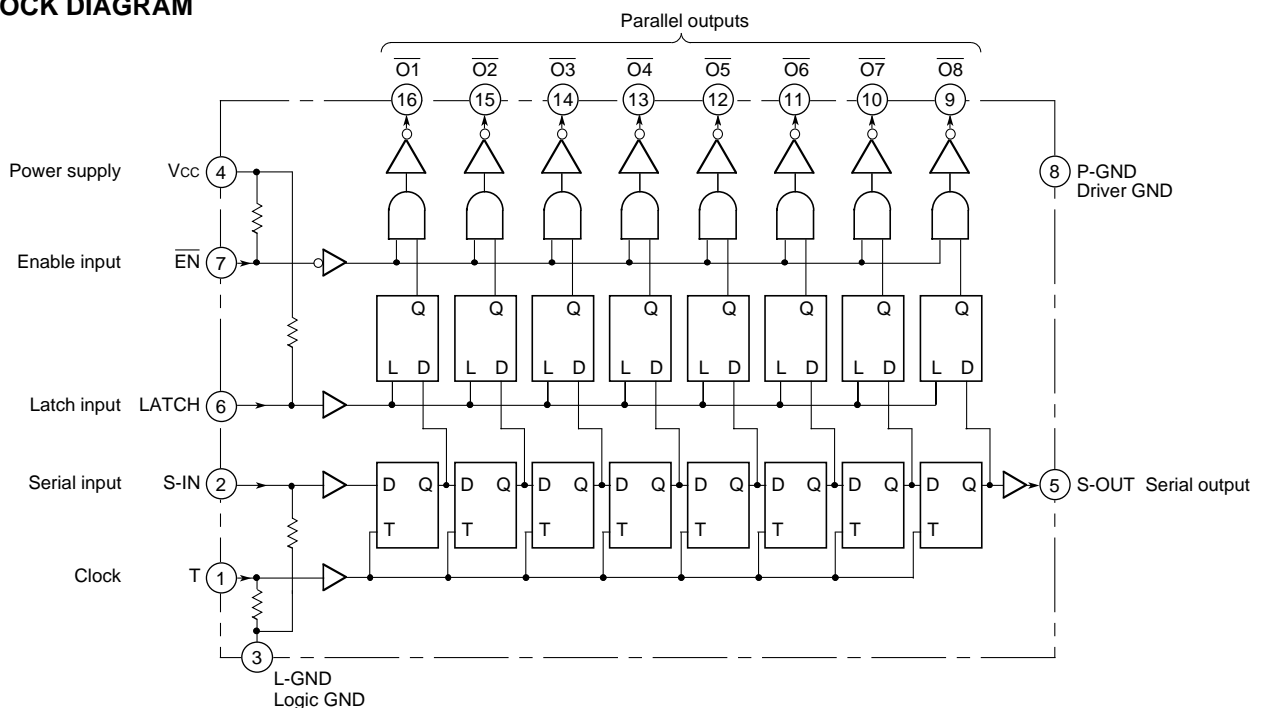 OCK DIAGRAM
Parallel outputs
O1 O2 O3 O4 O5 O6 O7 O8
16 15 14 13 12 11 10 9
Power supply Vcc 4
8 P-GND
Driver GND
Enable input EN 7
Q Q Q Q Q Q Q Q
L D L D L D L D L D L D L D L D
Latch input LATCH 6
Serial input S-IN 2
D Q D Q D Q D Q D Q D Q D Q D Q
5 S-OUT Serial output
T T T T T T T T
Clock T 1
3
L-GND
Logic GND